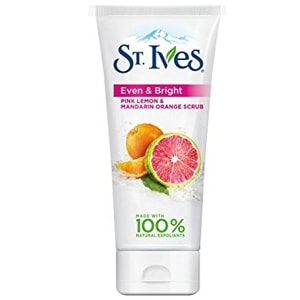 ST. IVES
Even & Bright
PINK LEMON &
MANDARIN ORANGE SCRUB
MADE WITH
100%
NATURAL EXFOLIANTS